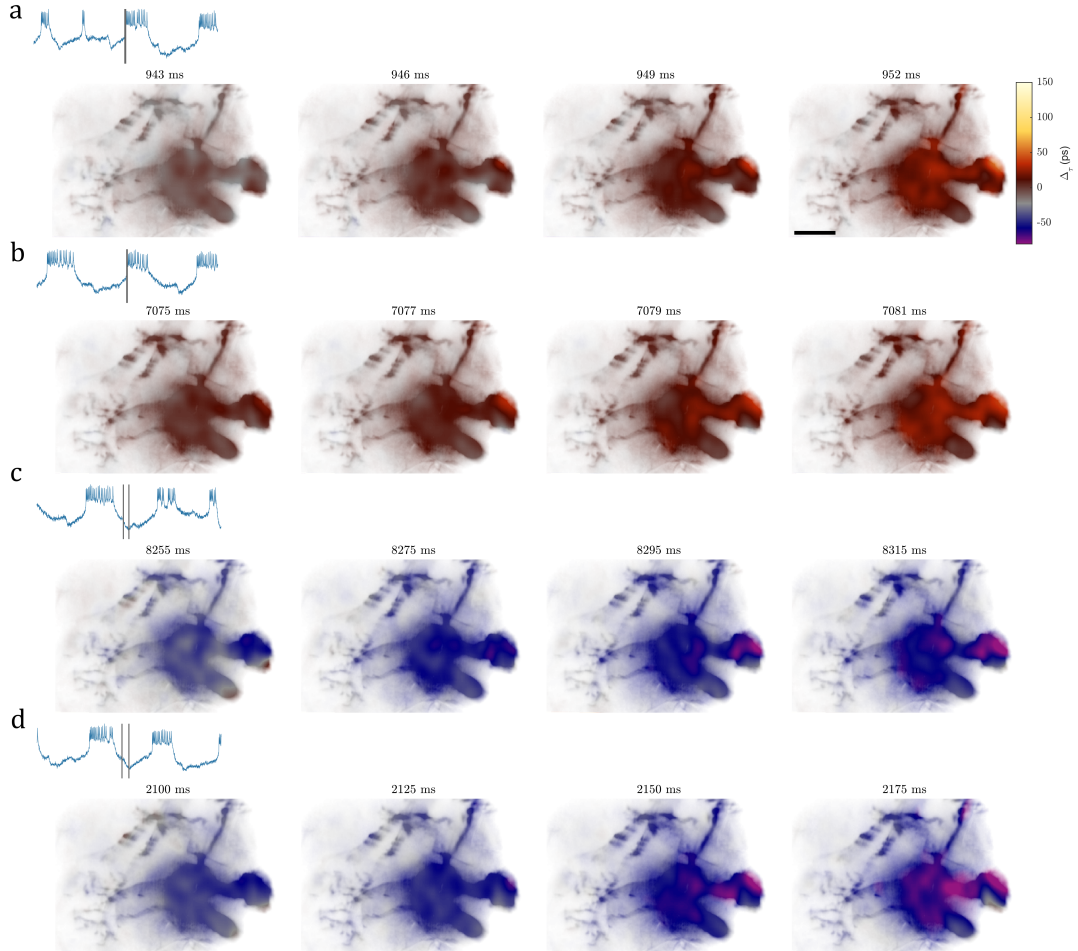 a
943 ms
946 ms
949 ms
952 ms
150
100
50
0
-50
Δτ (ps)
b
7075 ms
7077 ms
7079 ms
7081 ms
c
8255 ms
8275 ms
8295 ms
8315 ms
d
2100 ms
2125 ms
2150 ms
2175 ms